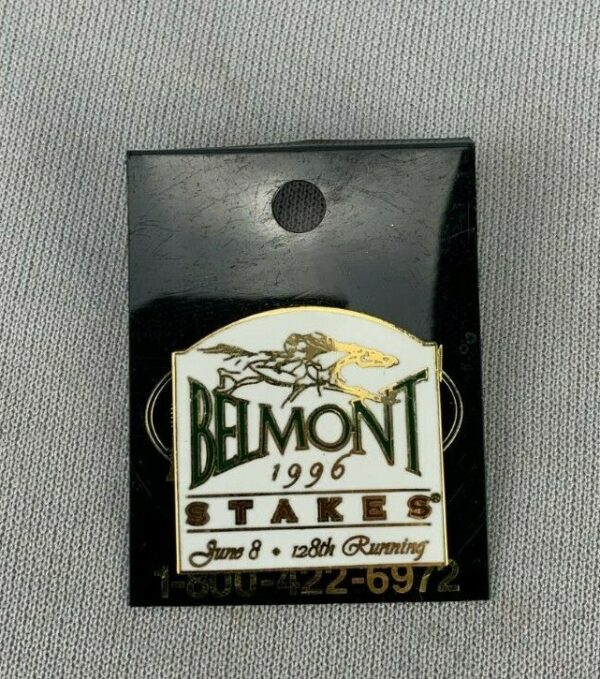 BELMONT
1996
STAKES®
June 8 • 128th Running
1-800-422-6972